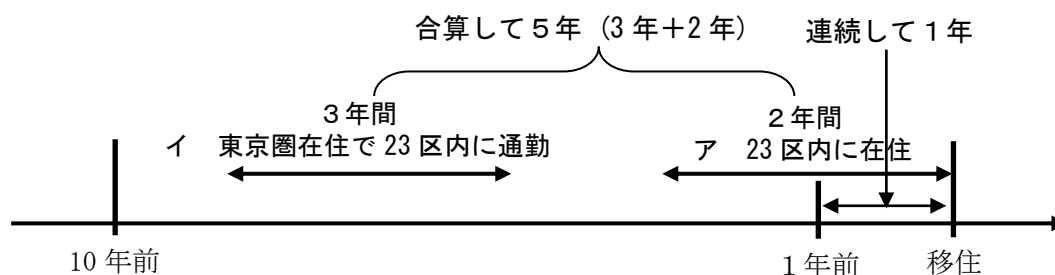 合算して５年（3 年＋2 年） 連続して１年
３年間 ２年間
イ 東京圏在住で 23 区内に通勤 ア 23 区内に在住
10 年前 １年前 移住